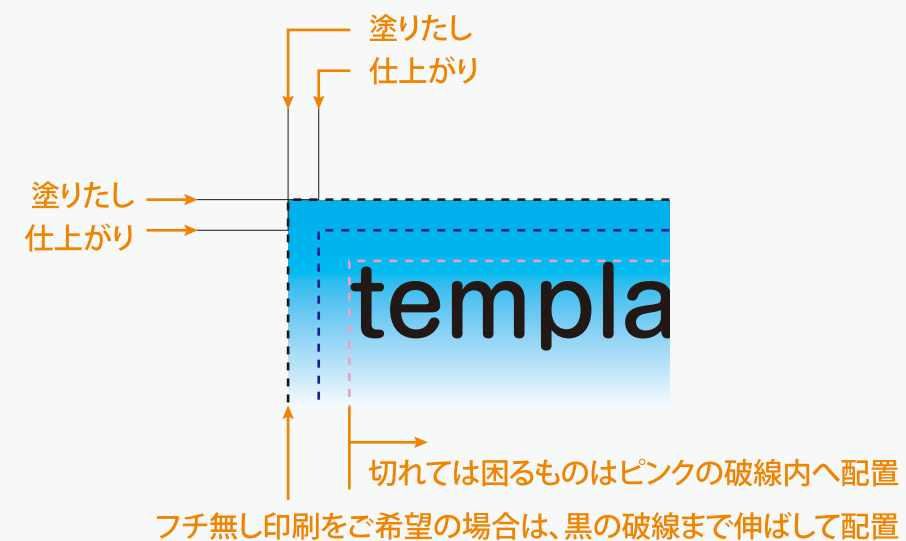 塗りたし
仕上がり
塗りたし
仕上がり
templa
切れては困るものはピンクの破線内へ配置
フチ無し印刷をご希望の場合は、黒の破線まで伸ばして配置